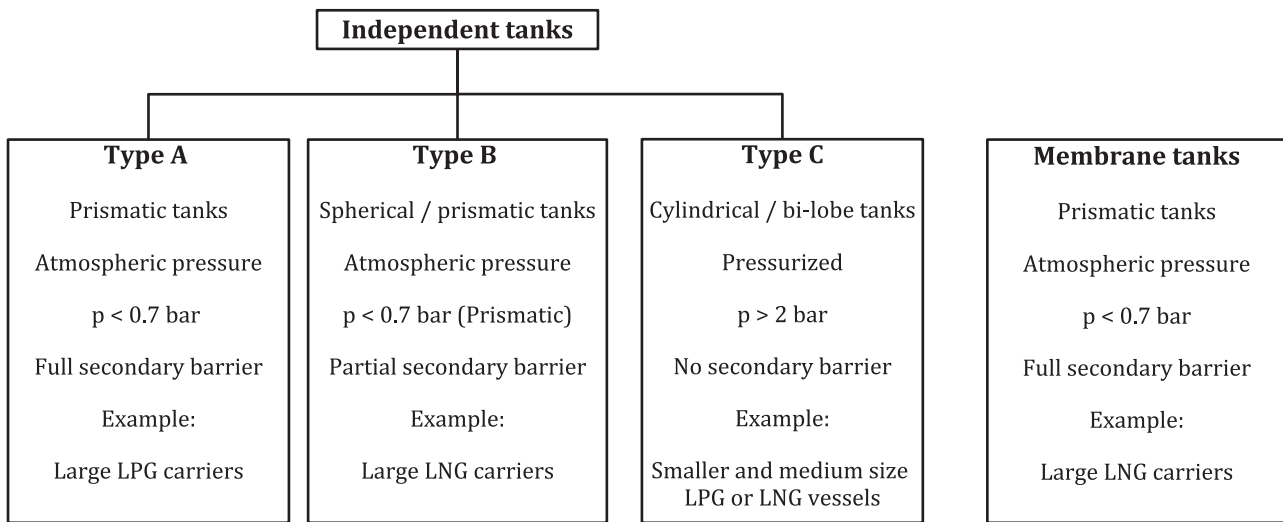 Independent tanks
Type A
Prismatic tanks
Atmospheric pressure
p < 0.7 bar
Full secondary barrier
Example:
Large LPG carriers
Type B
Spherical / prismatic tanks
Atmospheric pressure
p < 0.7 bar (Prismatic)
Partial secondary barrier
Example:
Large LNG carriers
Type C
Cylindrical / bi-lobe tanks
Pressurized
p > 2 bar
No secondary barrier
Example:
Smaller and medium size
LPG or LNG vessels
Membrane tanks
Prismatic tanks
Atmospheric pressure
p < 0.7 bar
Full secondary barrier
Example:
Large LNG carriers